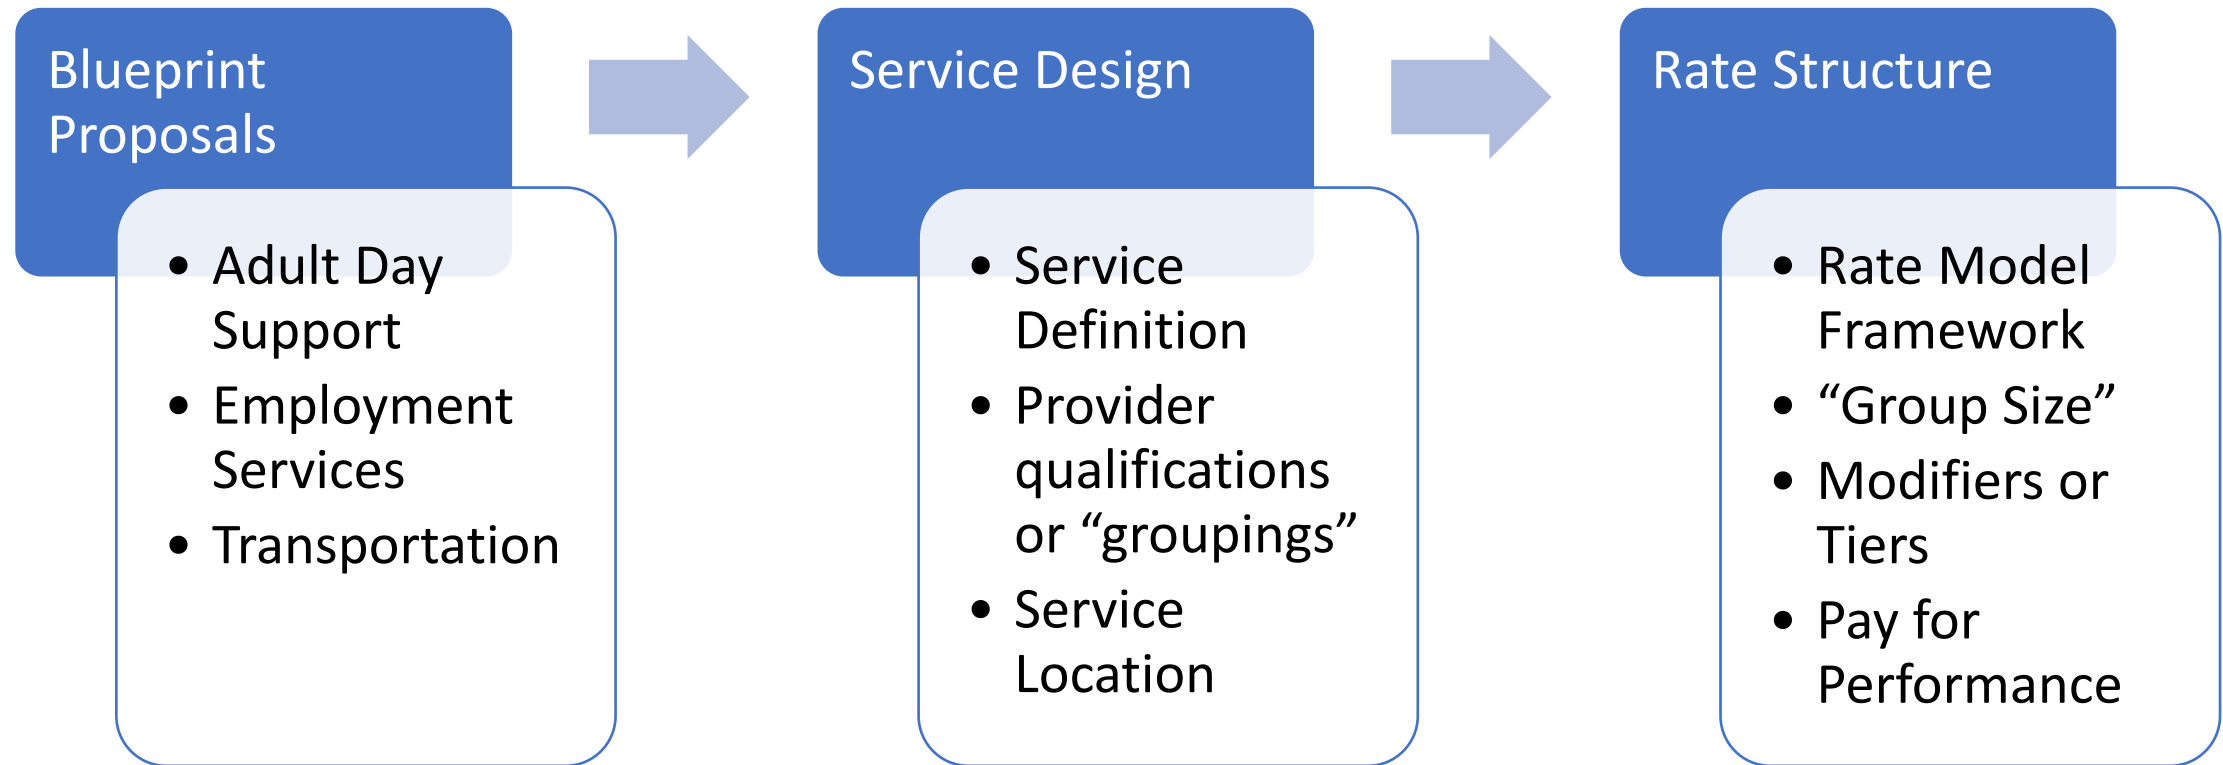 Blueprint
Proposals
• Adult Day
Support
• Employment
Services
• Transportation
Service Design
• Service
Definition
• Provider
qualifications
or “groupings”
• Service
Location
Rate Structure
• Rate Model
Framework
• “Group Size”
• Modifiers or
Tiers
• Pay for
Performance